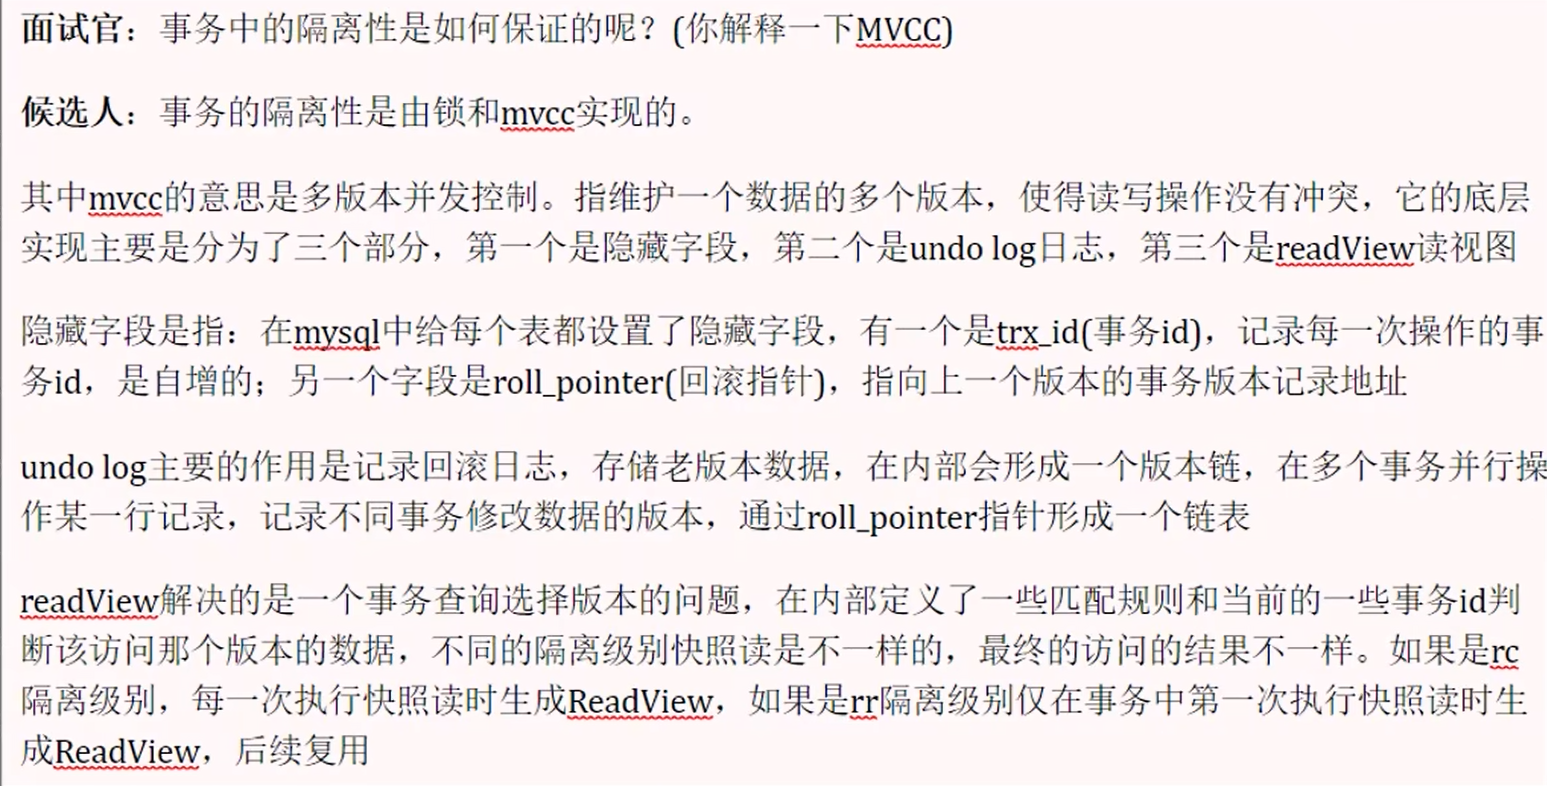 面试官：事务中的隔离性是如何保证的呢？(你解释一下MVCC)
候选人：事务的隔离性是由锁和mvcc实现的。
其中mvcc的意思是多版本并发控制。指维护一个数据的多个版本，使得读写操作没有冲突，它的底层
实现主要是分为了三个部分，第一个是隐藏字段，第二个是undo log日志，第三个是readView读视图
隐藏字段是指：在mysql中给每个表都设置了隐藏字段，有一个是trx_id(事务id)，记录每一次操作的事
务id，是自增的；另一个字段是roll_pointer(回滚指针)，指向上一个版本的事务版本记录地址
undo log主要的作用是记录回滚日志，存储老版本数据，在内部会形成一个版本链，在多个事务并行操
作某一行记录，记录不同事务修改数据的版本，通过roll_pointer指针形成一个链表
readView解决的是一个事务查询选择版本的问题，在内部定义了一些匹配规则和当前的一些事务id判
断该访问那个版本的数据，不同的隔离级别快照读是不一样的，最终的访问的结果不一样。如果是rc
隔离级别，每一次执行快照读时生成ReadView，如果是rr隔离级别仅在事务中第一次执行快照读时生
成ReadView，后续复用